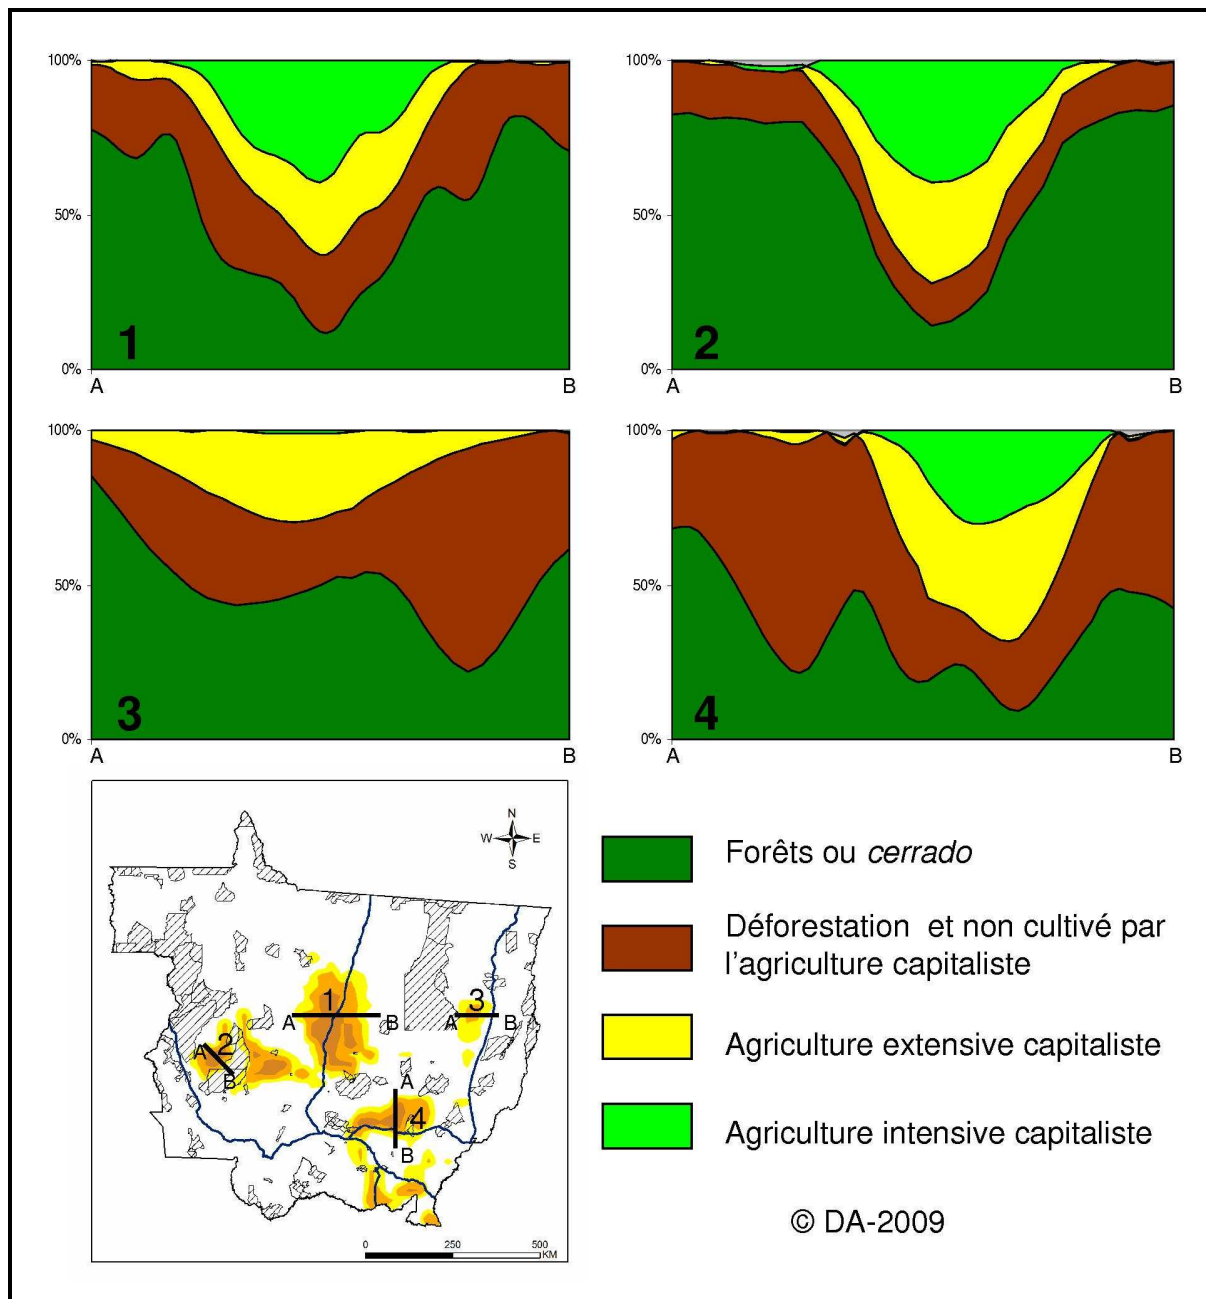 100%
50%
0%
1
A
B
100%
50%
0%
2
A
B
100%
50%
0%
3
A
B
100%
50%
0%
4
A
B
N
W
E
S
1
A
B
2
A
B
3
A
B
4
A
B
0
250
500
KM
Forêts ou cerrado
Déforestation et non cultivé par
l'agriculture capitaliste
Agriculture extensive capitaliste
Agriculture intensive capitaliste
© DA-2009